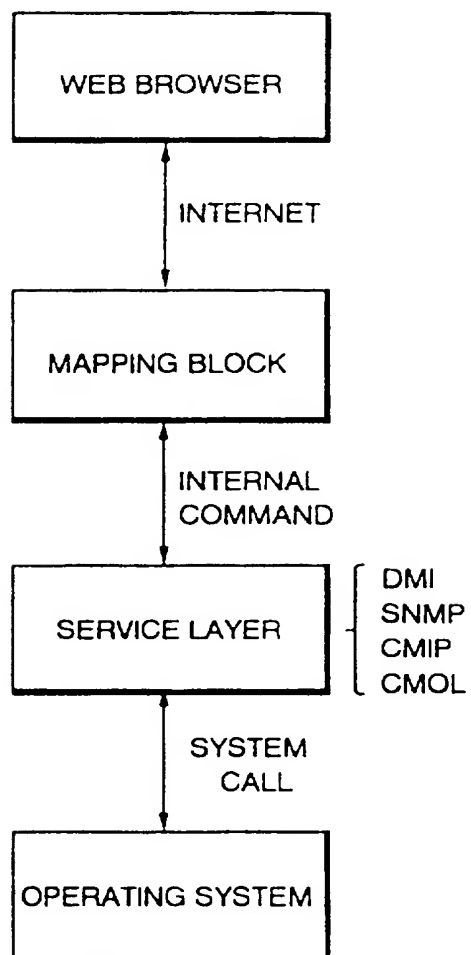 WEB BROWSER
INTERNET
MAPPING BLOCK
INTERNAL
COMMAND
SERVICE LAYER
DMI
SNMP
CMIP
CMOL
SYSTEM
CALL
OPERATING SYSTEM